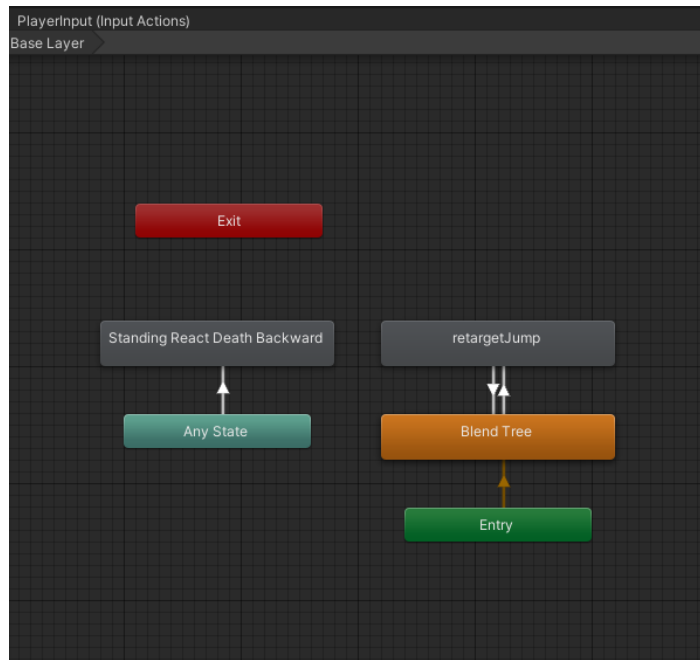 PlayerInput (Input Actions)
Base Layer
Exit
Standing React Death Backward
retargetJump
Any State
Blend Tree
Entry